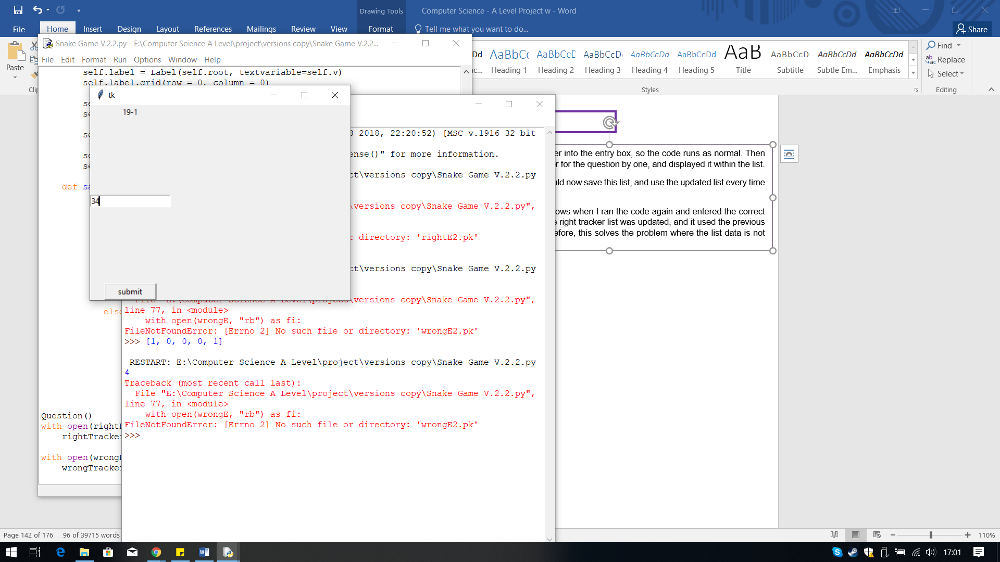 Drawing Tools
Computer Science - A Level Project w - Word
File Home Insert Design Layout References Mailings Review View Format Tell me what you want to do... Share
Paste
AaBbCc AaBbCcD AaBbCcD AaBbCcDd AaBbCcDd AaB AaBbCcD AaBbCcDd AaBbCcDd
Heading 1 Heading 2 Heading 3 Heading 4 Heading 5 Title Subtitle Subtle Em... Emphasis
Styles
Find
Replace
Select
Editing
Snake Game V.2.2.py - E:\Computer Science A Level\project\versions copy\Snake Game V.2.2...
File Edit Format Run Options Window Help
self.label = Label(self.root, textvariable=self.v)
self.label.grid(row = 0, column = 0)
def
else
Question()
with open(
with open(
tk
19-1
34
submit
2018, 22:20:52) [MSC v.1916 32 bit
ense()" for more information.
ct\versions copy\Snake Game V.2.2.py
\versions copy\Snake Game V.2.2.py",
r directory: 'rightE2.pk'
ct\versions copy\Snake Game V.2.2.py
File "E:\Computer Science A Level\project\versions copy\Snake Game V.2.2.py",
line 77, in <module>
with open(wrongE, "rb") as fi:
FileNotFoundError: [Errno 2] No such file or directory: 'wrongE2.pk'
>>> [1, 0, 0, 0, 1]
RESTART: E:\Computer Science A Level\project\versions copy\Snake Game V.2.2.py
4
Traceback (most recent call last):
File "E:\Computer Science A Level\project\versions copy\Snake Game V.2.2.py",
line 77, in <module>
with open(wrongE, "rb") as fi:
FileNotFoundError: [Errno 2] No such file or directory: 'wrongE2.pk'
>>>
er into the entry box, so the code runs as normal. Then
r for the question by one, and displayed it within the list.
uld now save this list, and use the updated list every time
ows when I ran the code again and entered the correct
e right tracker list was updated, and it used the previous
efore, this solves the problem where the list data is not
Page 142 of 176 96 of 39715 words
110%
17:01